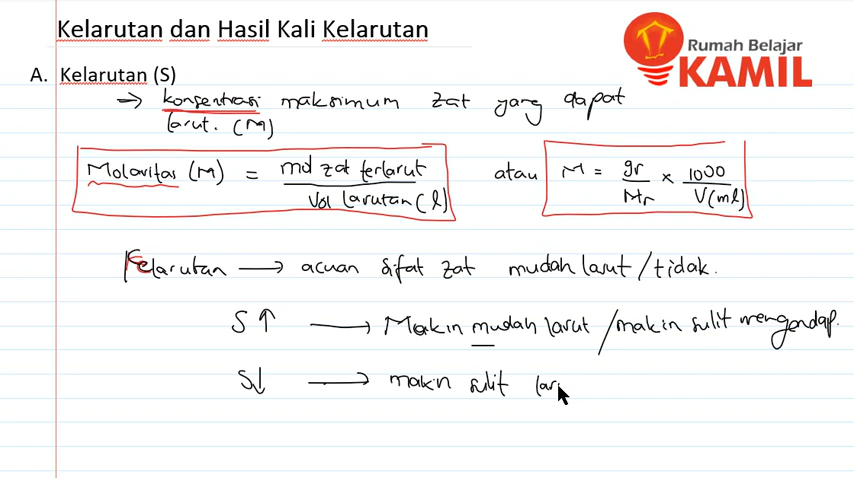 Kelarutan dan Hasil Kali Kelarutan
Rumah Belajar
KAMIL
A. Kelarutan (S)
→ konsentrasi maksimum zat yang dapat
larut. (M)
Molaritas (M) = mol zat terlarut / Vol larutan (l) atau M = gr / Mr × 1000 / V(ml)
Kelarutan → acuan sifat zat mudah larut / tidak.
S ↑ → Makin mudah larut / makin sulit mengendap.
S ↓ → makin sulit lar